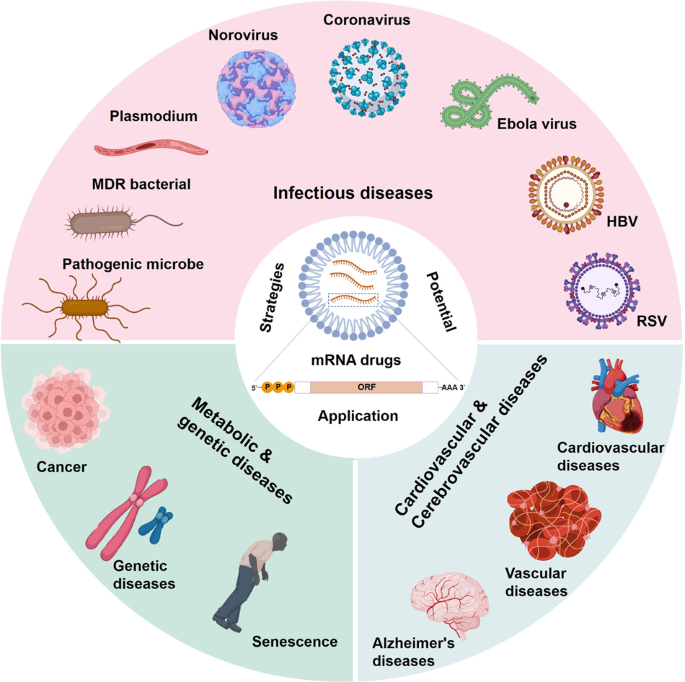 Coronavirus
Norovirus
Ebola virus
Plasmodium
MDR bacterial
Infectious diseases
HBV
Pathogenic microbe
RSV
Strategies
Potential
mRNA drugs
5'
P P P
ORF
AAA 3'
Application
Metabolic &
genetic diseases
Cardiovascular &
Cerebrovascular diseases
Cancer
Genetic
diseases
Senescence
Cardiovascular
diseases
Vascular
diseases
Alzheimer's
diseases